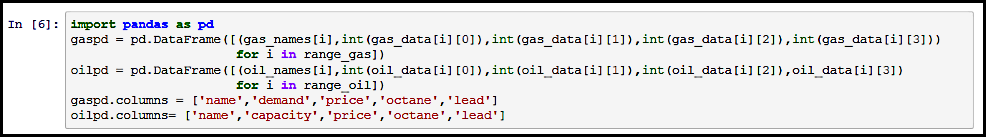 In [6]: import pandas as pd
gaspd = pd.DataFrame([(gas_names[i],int(gas_data[i][0]),int(gas_data[i][1]),int(gas_data[i][2]),int(gas_data[i][3]))
for i in range_gas])
oilpd = pd.DataFrame([(oil_names[i],int(oil_data[i][0]),int(oil_data[i][1]),int(oil_data[i][2]),oil_data[i][3])
for i in range_oil])
gaspd.columns = ['name','demand','price','octane','lead']
oilpd.columns= ['name','capacity','price','octane','lead']